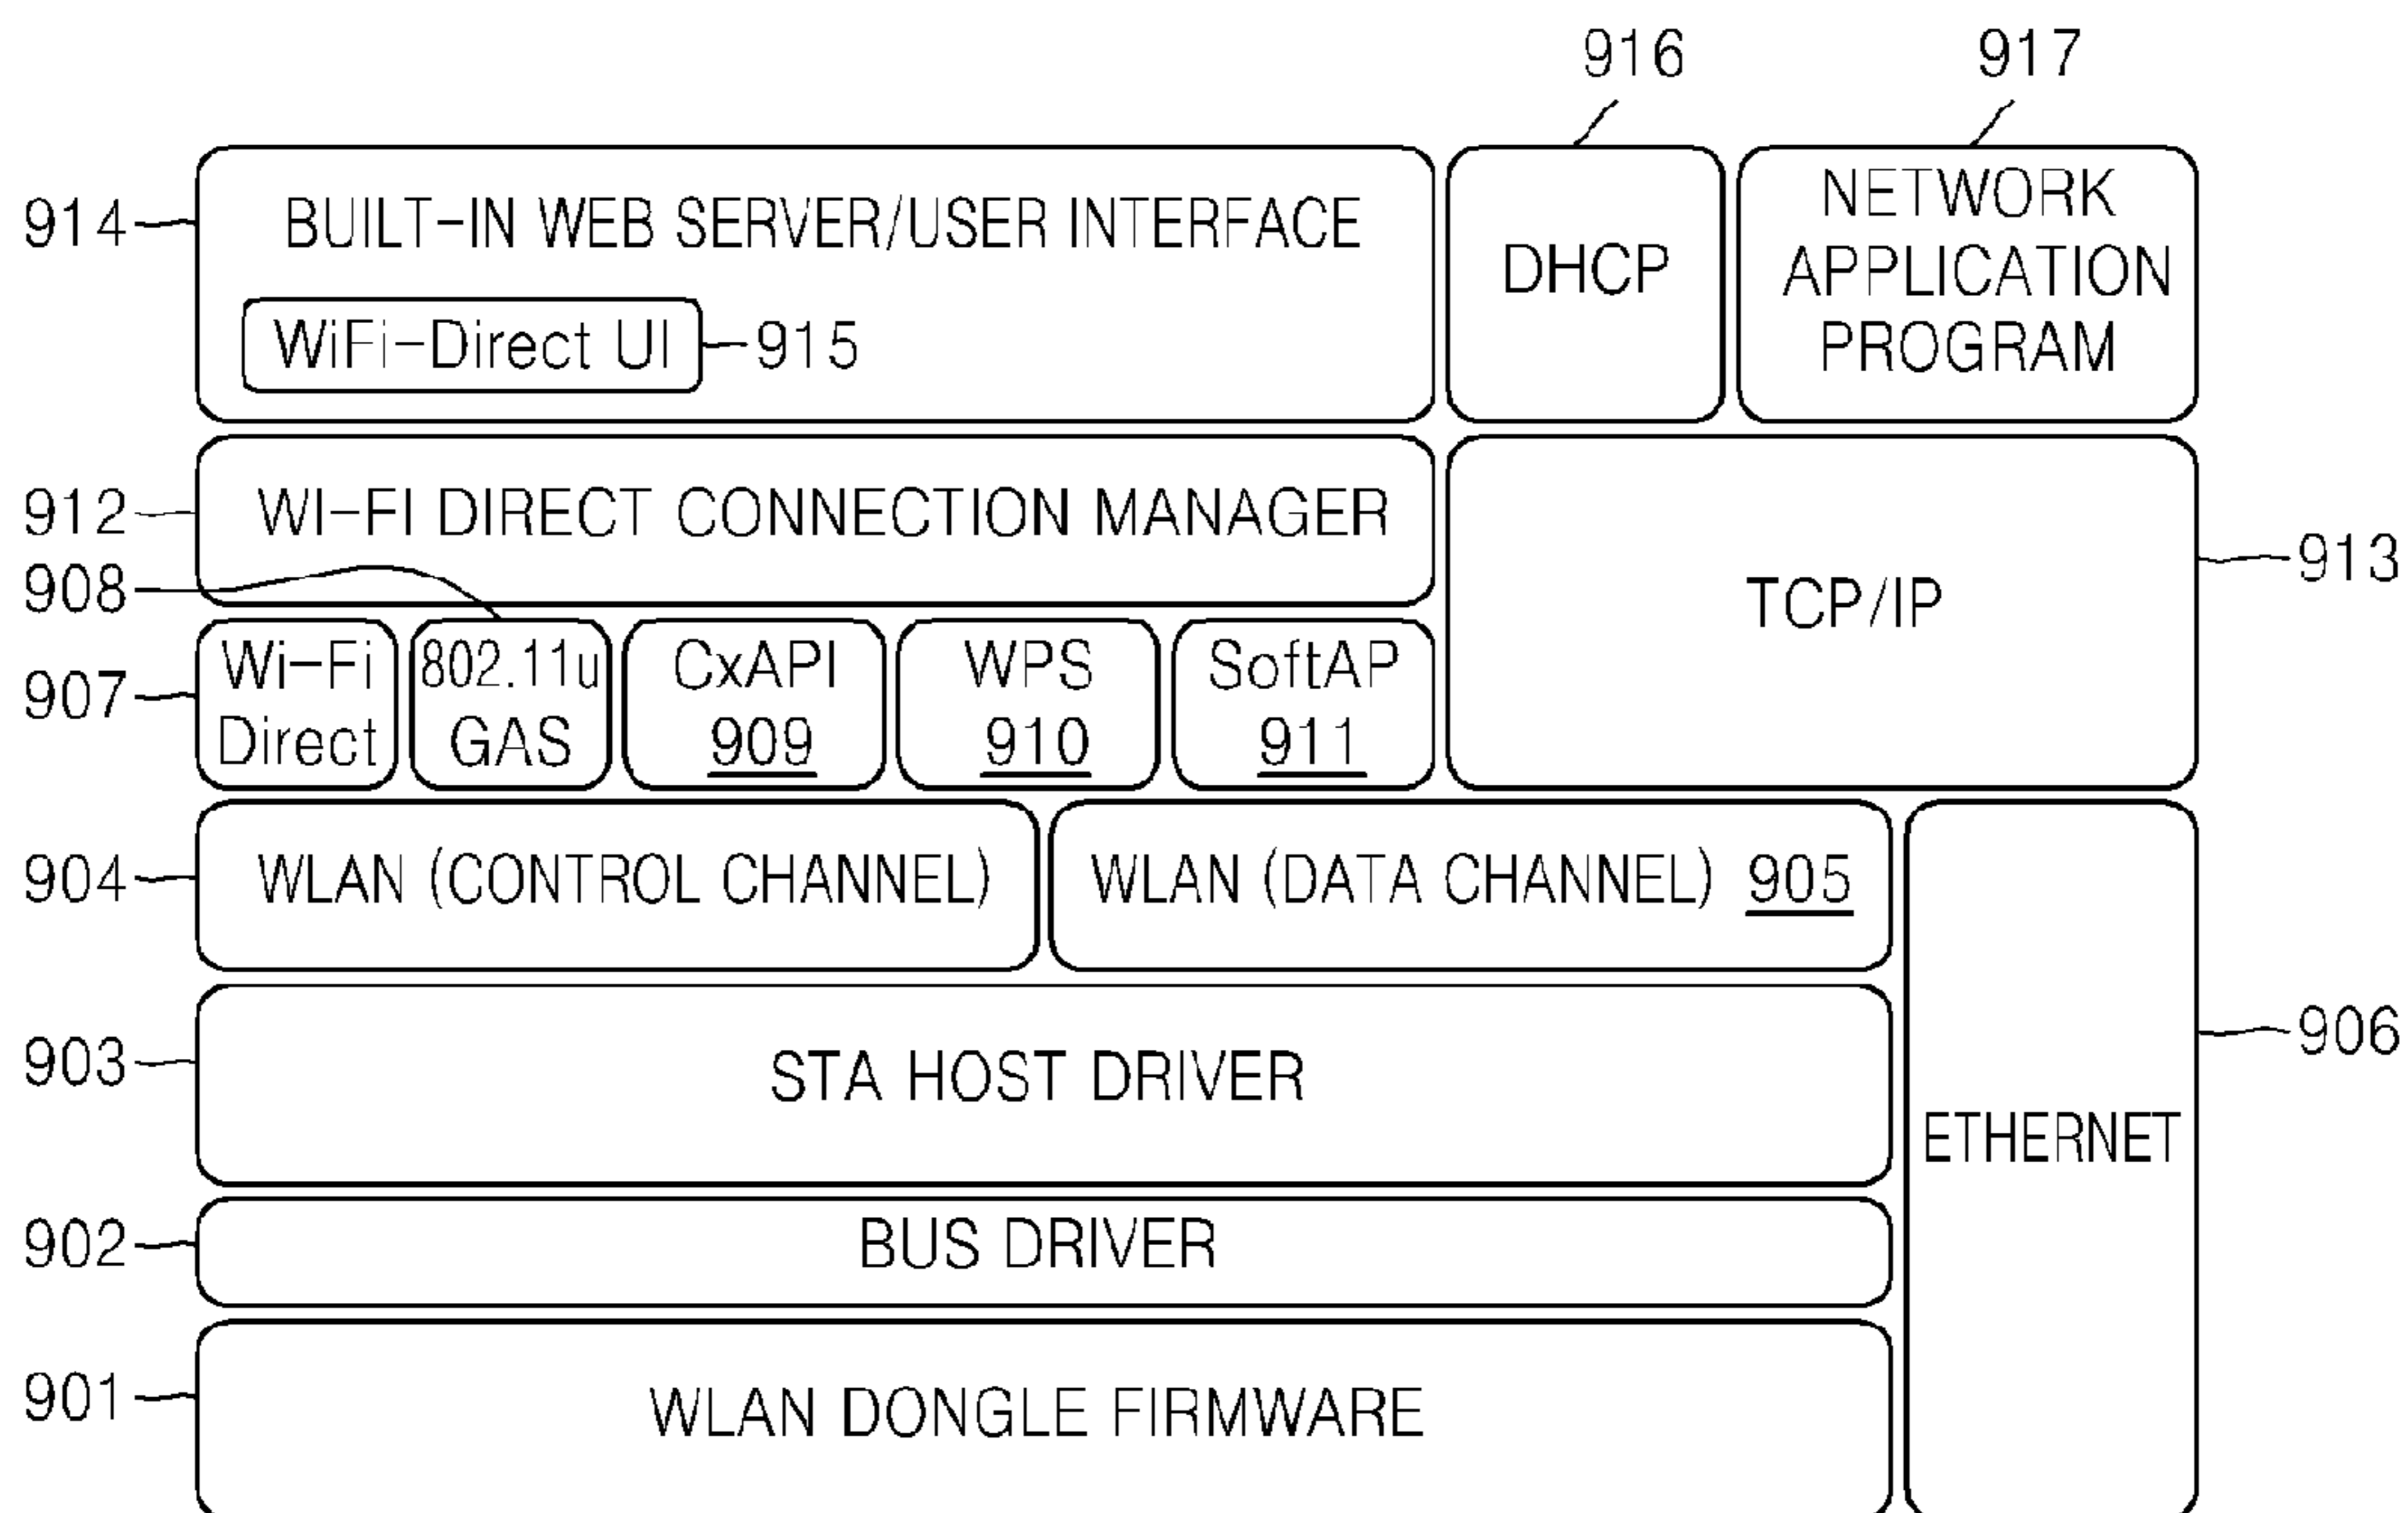 916
917
914
BUILT-IN WEB SERVER/USER INTERFACE
WiFi-Direct UI
915
DHCP
NETWORK
APPLICATION
PROGRAM
912
WI-FI DIRECT CONNECTION MANAGER
908
913
TCP/IP
907
Wi-Fi
Direct
802.11u
GAS
CxAPI
909
WPS
910
SoftAP
911
904
WLAN (CONTROL CHANNEL)
WLAN (DATA CHANNEL) 905
903
STA HOST DRIVER
906
ETHERNET
902
BUS DRIVER
901
WLAN DONGLE FIRMWARE